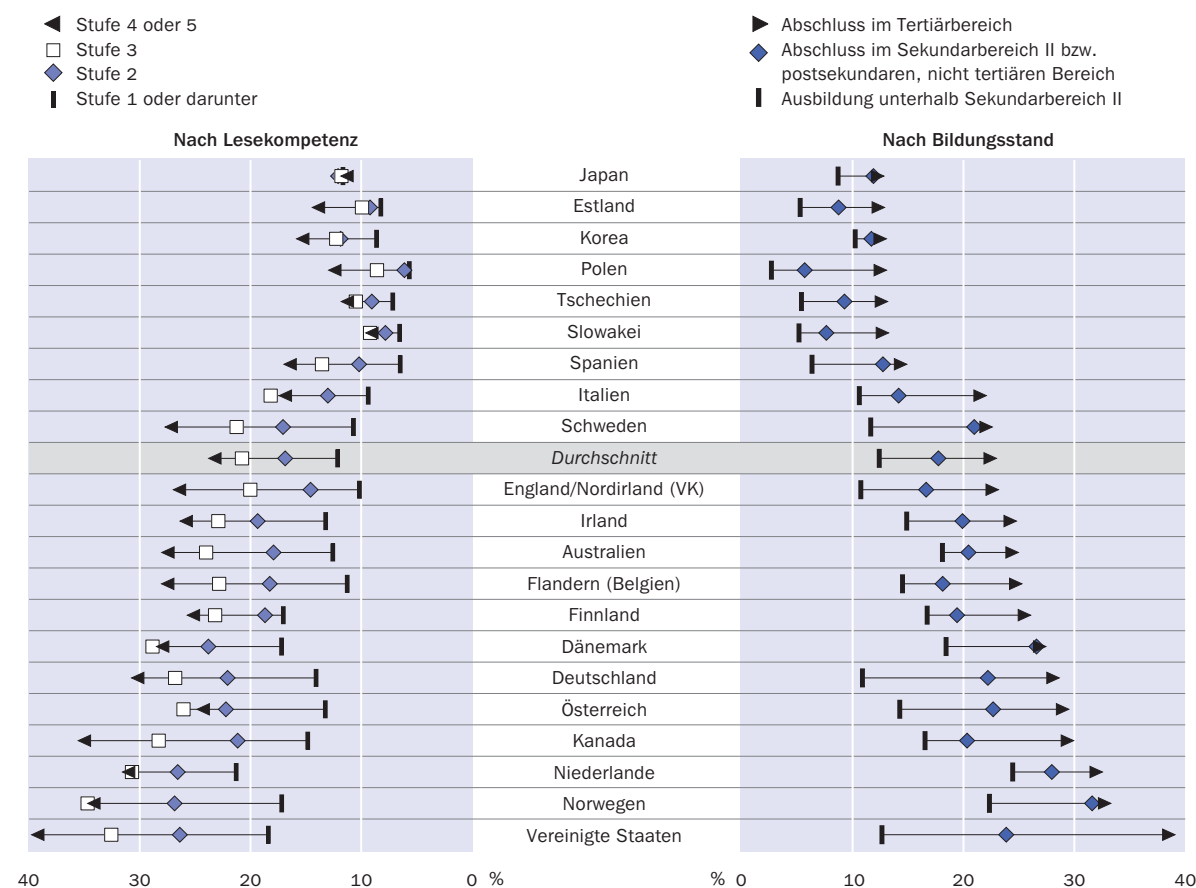 Stufe 4 oder 5
Stufe 3
Stufe 2
Stufe 1 oder darunter
Abschluss im Tertiärbereich
Abschluss im Sekundarbereich II bzw.
postsekundaren, nicht tertiären Bereich
Ausbildung unterhalb Sekundarbereich II
Nach Lesekompetenz
Nach Bildungsstand
Japan
Estland
Korea
Polen
Tschechien
Slowakei
Spanien
Italien
Schweden
Durchschnitt
England/Nordirland (VK)
Irland
Australien
Flandern (Belgien)
Finnland
Dänemark
Deutschland
Österreich
Kanada
Niederlande
Norwegen
Vereinigte Staaten
40 30 20 10 0 % % 0 10 20 30 40